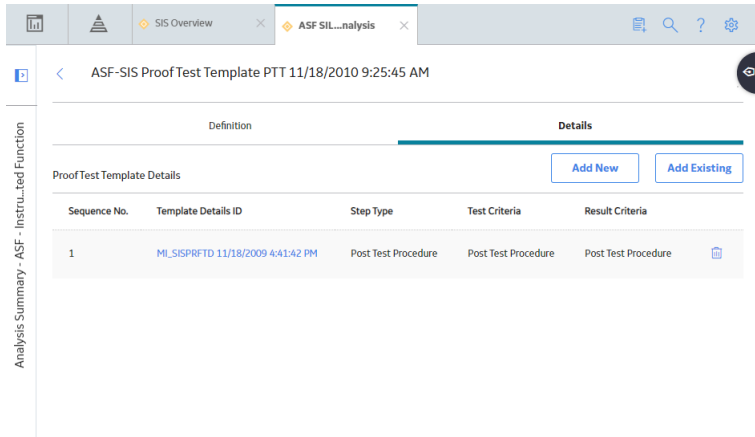 SIS Overview
ASF SIL...nalysis
ASF-SIS Proof Test Template PTT 11/18/2010 9:25:45 AM
Definition
Details
Proof Test Template Details
Add New
Add Existing
Sequence No. Template Details ID Step Type Test Criteria Result Criteria
1 MI_SISPRFTD 11/18/2009 4:41:42 PM Post Test Procedure Post Test Procedure Post Test Procedure
Analysis Summary - ASF - Instru...ted Function